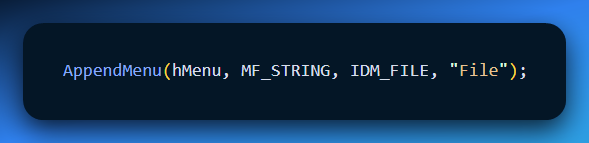 AppendMenu(hMenu, MF_STRING, IDM_FILE, "File");